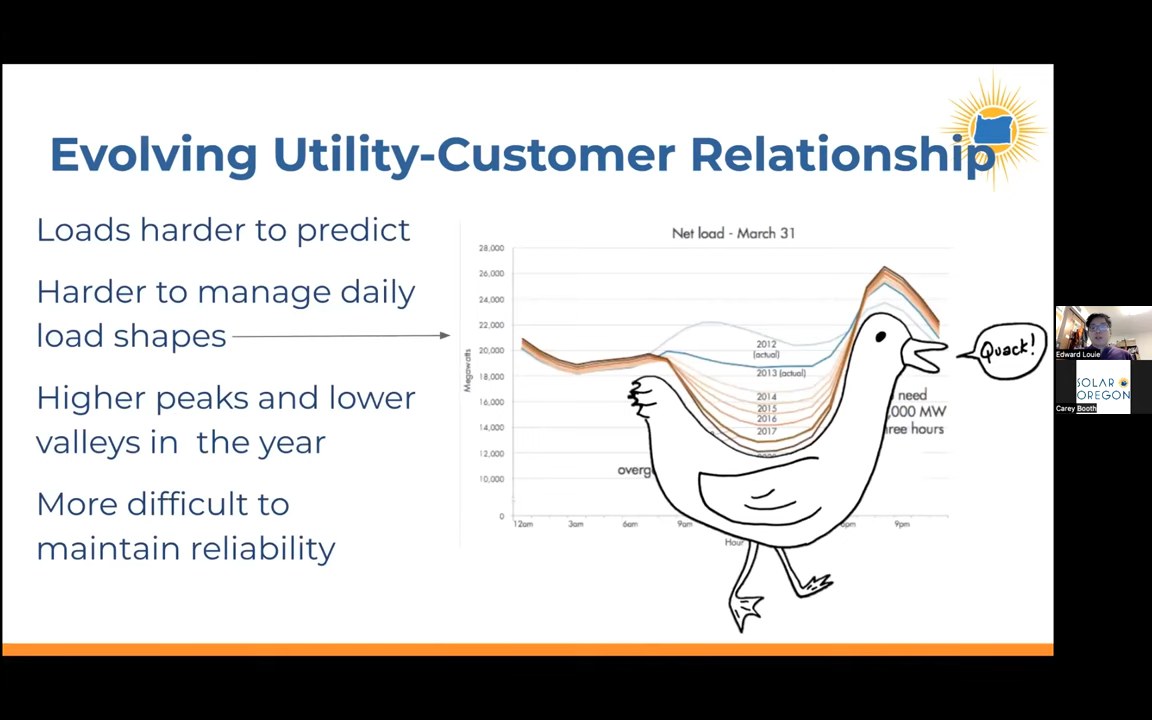 Evolving Utility-Customer Relationship
Loads harder to predict
Harder to manage daily
load shapes
Higher peaks and lower
valleys in the year
More difficult to
maintain reliability
Net load - March 31
28,000
26,000
24,000
22,000
20,000
18,000
16,000
14,000
12,000
10,000
0
Megawatts
2012
(actual)
2013 (actual)
2014
2015
2016
2017
overg
need
,000 MW
hree hours
12am
3am
6am
9am
6pm
9pm
Hour
Quack!
Edward Louie
SOLAR
OREGON
Carey Booth